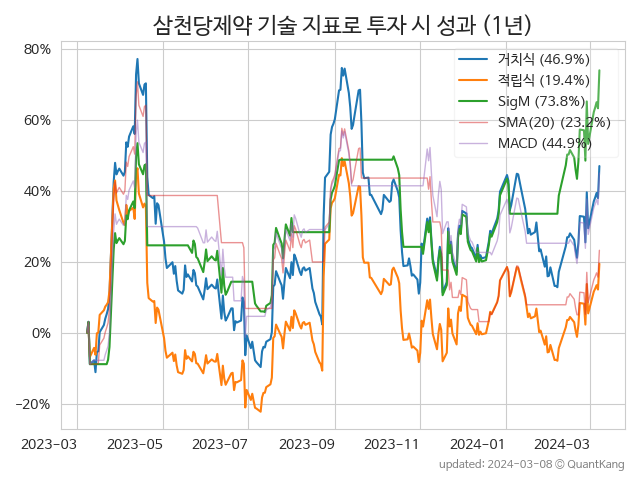 삼천당제약 기술 지표로 투자 시 성과 (1년)
80%
60%
40%
20%
0%
−20%
거치식 (46.9%)
적립식 (19.4%)
SigM (73.8%)
SMA(20) (23.2%)
MACD (44.9%)
2023−03 2023−05 2023−07 2023−09 2023−11 2024−01 2024−03
updated: 2024-03-08 © QuantKang